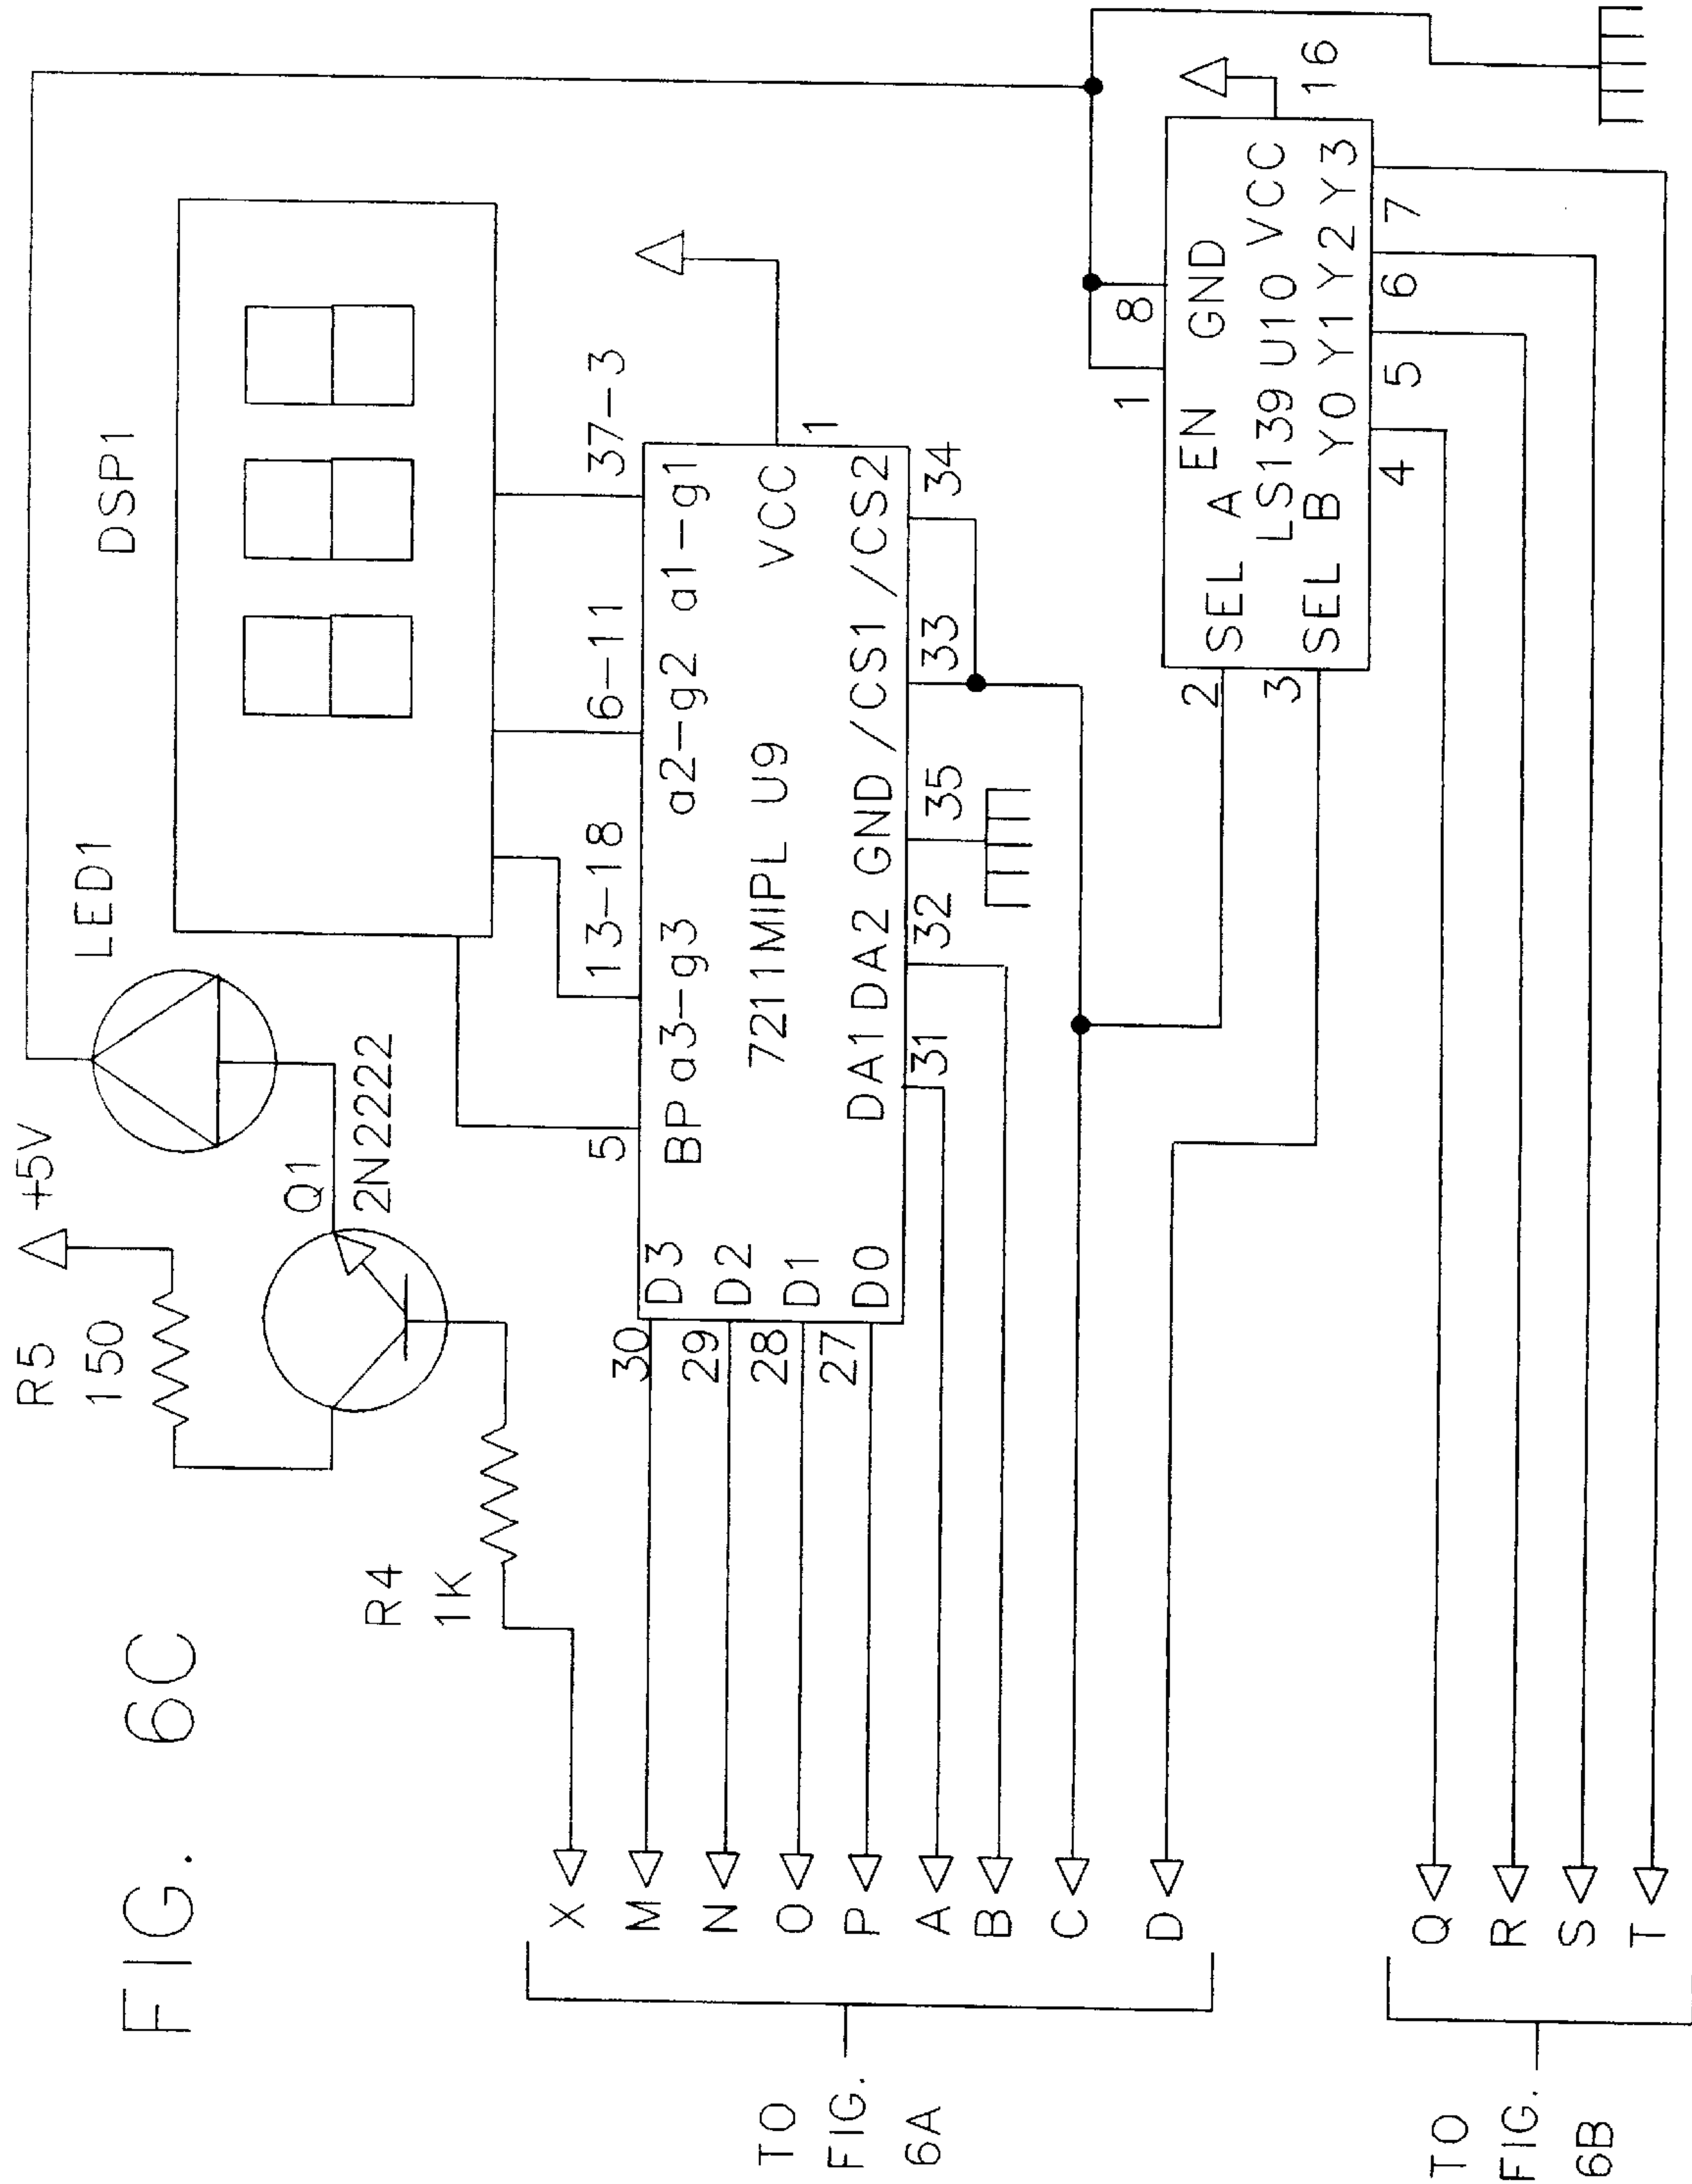 FIG. 6C
R5
150
+5V
LED1
DSP1
Q1
2N2222
R4
1K
5
13-18
6-11
37-3
30
29
28
27
D3
D2
D1
D0
BP a3-g3 a2-g2 a1-g1
7211MIPL U9
VCC
1
DA1 DA2 GND /CS1 /CS2
31
32
35
33
34
1
8
2
3
SEL A EN GND
LS139 U10 VCC
SEL B Y0 Y1 Y2 Y3
16
4
5
6
7
X
M
N
O
P
A
B
C
D
TO
FIG.
6A
Q
R
S
T
TO
FIG.
6B